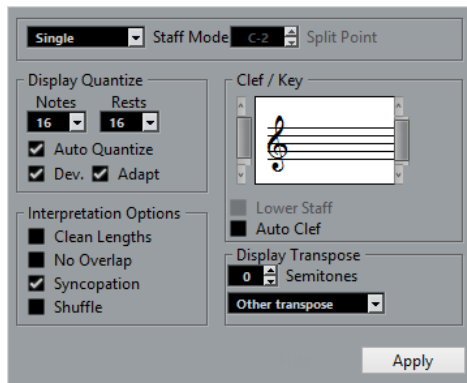 Single Staff Mode C-2 Split Point
Display Quantize
Notes Rests
16 16
Auto Quantize
Dev. Adapt
Interpretation Options
Clean Lengths
No Overlap
Syncopation
Shuffle
Clef / Key
Lower Staff
Auto Clef
Display Transpose
0 Semitones
Other transpose
Apply